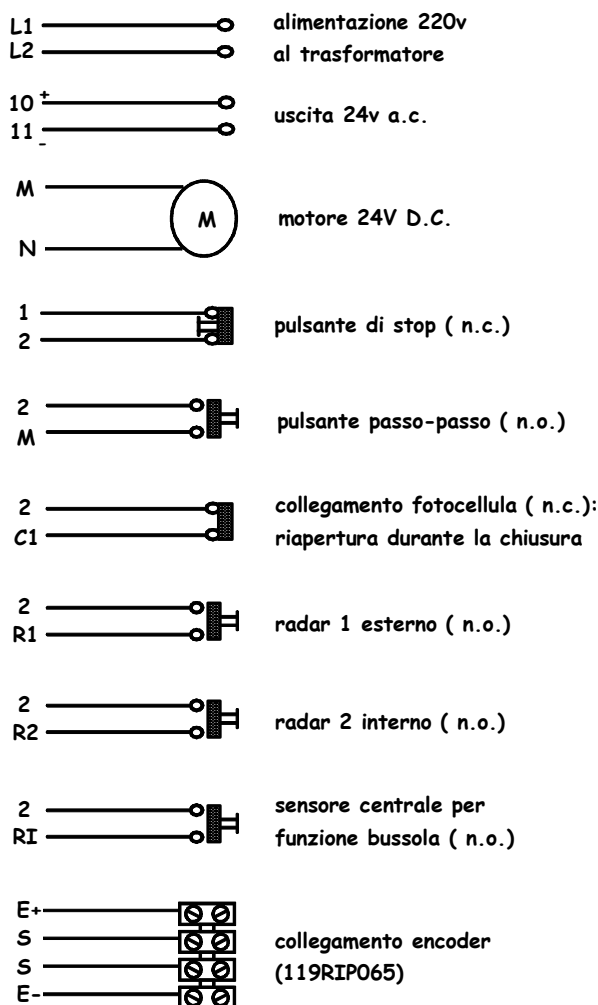 L1
L2
alimentazione 220v
al trasformatore
10 +
11 -
uscita 24v a.c.
M
N
M
motore 24V D.C.
1
2
pulsante di stop ( n.c.)
2
M
pulsante passo-passo ( n.o.)
2
C1
collegamento fotocellula ( n.c.):
riapertura durante la chiusura
2
R1
radar 1 esterno ( n.o.)
2
R2
radar 2 interno ( n.o.)
2
RI
sensore centrale per
funzione bussola ( n.o.)
E+
S
S
E-
collegamento encoder
(119RIP065)